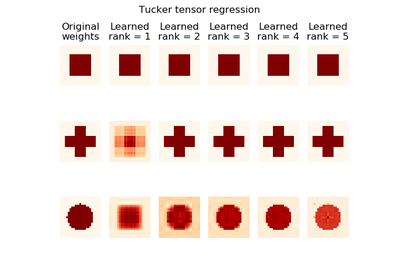 Tucker tensor regression
Original weights
Learned rank = 1
Learned rank = 2
Learned rank = 3
Learned rank = 4
Learned rank = 5